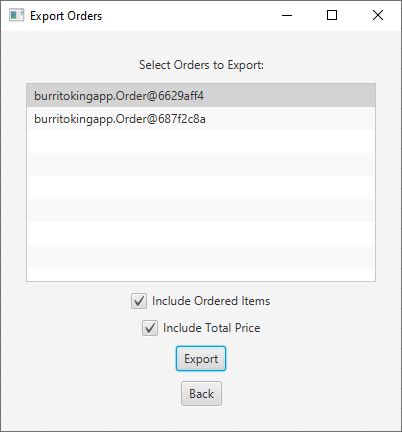 Export Orders
Select Orders to Export:
burritokingapp.Order@6629aff4
burritokingapp.Order@687f2c8a
Include Ordered Items
Include Total Price
Export
Back